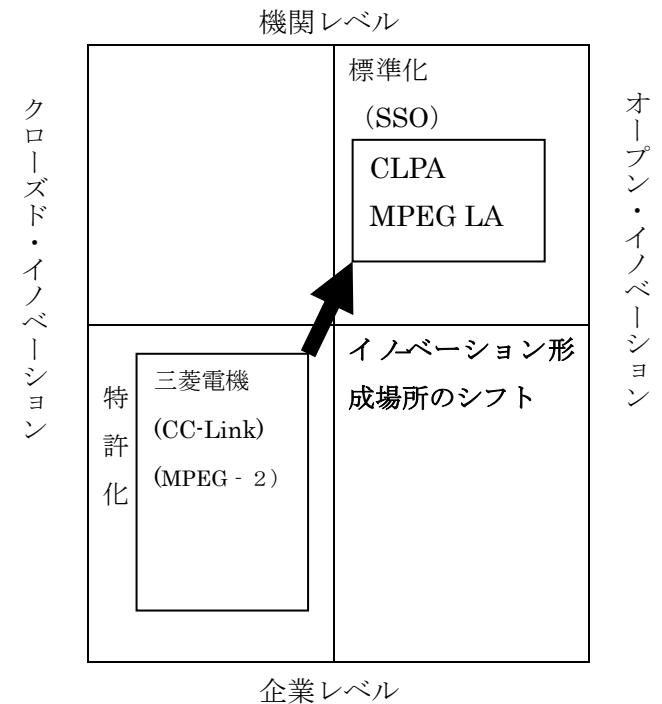 機関レベル
クローズド・イノベーション
標準化
（SSO）
CLPA
MPEG LA
オープン・イノベーション
特許化
三菱電機
(CC-Link)
(MPEG‐２）
イノベーション形
成場所のシフト
企業レベル